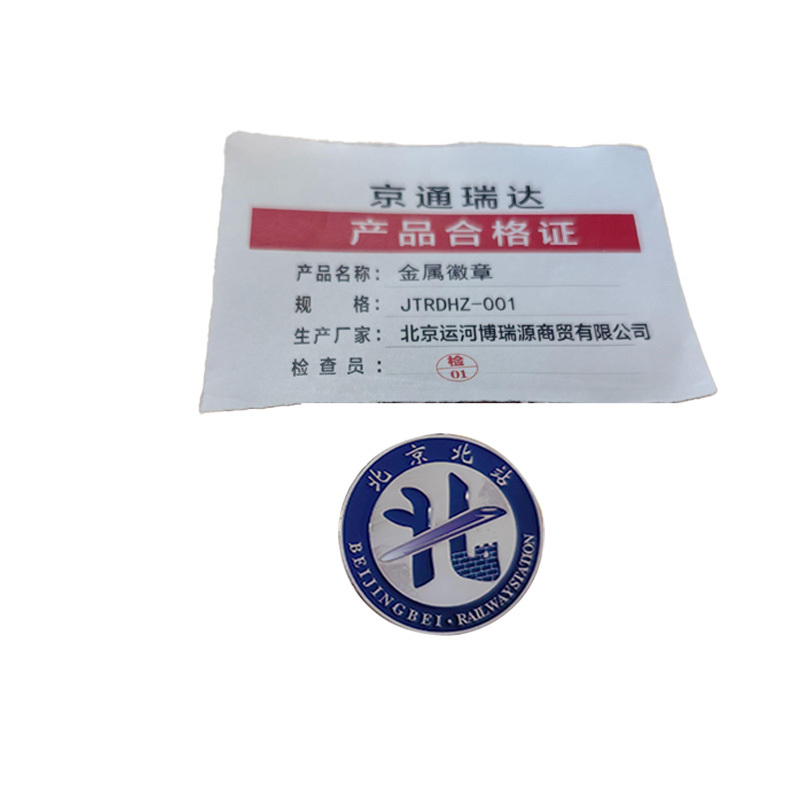 京通瑞达
产品合格证
产品名称： 金属徽章
规 格： JTRDHZ-001
生产厂家： 北京运河博瑞源商贸有限公司
检查员：
检
01
北京北站
北
BEIJINGBEI·RAILWAYSTATION